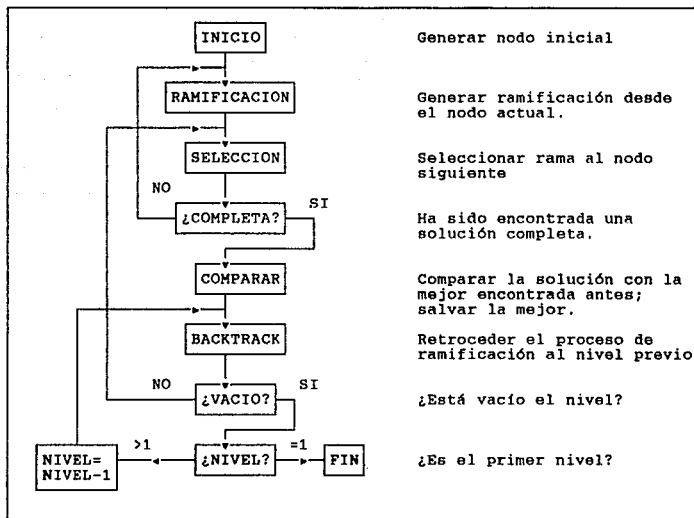 INICIO
Generar nodo inicial
RAMIFICACION
Generar ramificación desde
el nodo actual.
SELECCION
Seleccionar rama al nodo
siguiente
NO
SI
¿COMPLETA?
Ha sido encontrada una
solución completa.
COMPARAR
Comparar la solución con la
mejor encontrada antes;
salvar la mejor.
BACKTRACK
Retroceder el proceso de
ramificación al nivel previo
NO
SI
¿VACIO?
¿Está vacío el nivel?
>1
=1
NIVEL=
NIVEL-1
¿NIVEL?
FIN
¿Es el primer nivel?